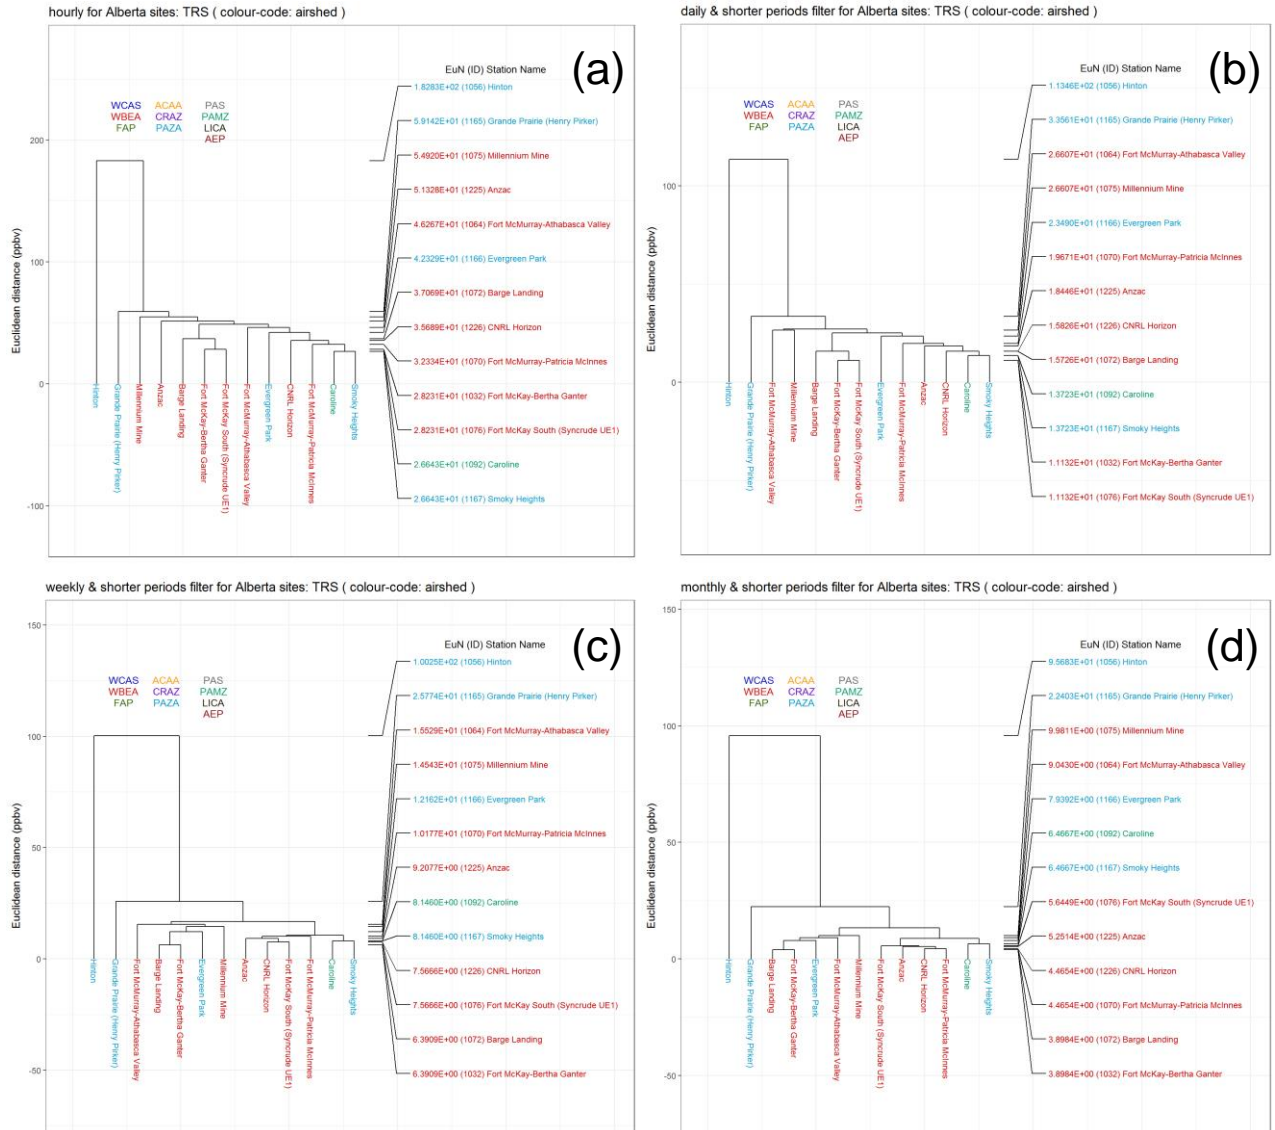 hourly for Alberta sites: TRS ( colour-code: airshed )
(a)
EuN (ID) Station Name
WCAS ACAA PAS
WBEA CRAZ PAMZ
FAP PAZA LICA
AEP
Euclidean distance (ppbv)
200
100
0
-100
1.8283E+02 (1056) Hinton
5.9142E+01 (1165) Grande Prairie (Henry Pirker)
5.4920E+01 (1075) Millennium Mine
5.1328E+01 (1225) Anzac
4.6267E+01 (1064) Fort McMurray-Athabasca Valley
4.2329E+01 (1166) Evergreen Park
3.7069E+01 (1072) Barge Landing
3.5689E+01 (1226) CNRL Horizon
3.2334E+01 (1070) Fort McMurray-Patricia McInnes
2.8231E+01 (1032) Fort McKay-Bertha Ganter
2.8231E+01 (1076) Fort McKay South (Syncrude UE1)
2.6643E+01 (1092) Caroline
2.6643E+01 (1167) Smoky Heights
Hinton
Grande Prairie (Henry Pirker)
Millennium Mine
Anzac
Barge Landing
Fort McKay-Bertha Ganter
Fort McKay South (Syncrude UE1)
Fort McMurray-Athabasca Valley
Evergreen Park
CNRL Horizon
Fort McMurray-Patricia McInnes
Caroline
Smoky Heights
daily & shorter periods filter for Alberta sites: TRS ( colour-code: airshed )
(b)
EuN (ID) Station Name
WCAS ACAA PAS
WBEA CRAZ PAMZ
FAP PAZA LICA
AEP
Euclidean distance (ppbv)
100
0
1.1346E+02 (1056) Hinton
3.3561E+01 (1165) Grande Prairie (Henry Pirker)
2.6607E+01 (1064) Fort McMurray-Athabasca Valley
2.6607E+01 (1075) Millennium Mine
2.3490E+01 (1166) Evergreen Park
1.9671E+01 (1070) Fort McMurray-Patricia McInnes
1.8446E+01 (1225) Anzac
1.5826E+01 (1226) CNRL Horizon
1.5726E+01 (1072) Barge Landing
1.3723E+01 (1092) Caroline
1.3723E+01 (1167) Smoky Heights
1.1132E+01 (1032) Fort McKay-Bertha Ganter
1.1132E+01 (1076) Fort McKay South (Syncrude UE1)
Hinton
Grande Prairie (Henry Pirker)
Fort McMurray-Athabasca Valley
Millennium Mine
Barge Landing
Fort McKay-Bertha Ganter
Fort McKay South (Syncrude UE1)
Evergreen Park
Fort McMurray-Patricia McInnes
Anzac
CNRL Horizon
Caroline
Smoky Heights
weekly & shorter periods filter for Alberta sites: TRS ( colour-code: airshed )
(c)
EuN (ID) Station Name
WCAS ACAA PAS
WBEA CRAZ PAMZ
FAP PAZA LICA
AEP
Euclidean distance (ppbv)
150
100
50
0
-50
1.0025E+02 (1056) Hinton
2.5774E+01 (1165) Grande Prairie (Henry Pirker)
1.5529E+01 (1064) Fort McMurray-Athabasca Valley
1.4543E+01 (1075) Millennium Mine
1.2162E+01 (1166) Evergreen Park
1.0177E+01 (1070) Fort McMurray-Patricia McInnes
9.2077E+00 (1225) Anzac
8.1460E+00 (1092) Caroline
8.1460E+00 (1167) Smoky Heights
7.5666E+00 (1226) CNRL Horizon
7.5666E+00 (1076) Fort McKay South (Syncrude UE1)
6.3909E+00 (1072) Barge Landing
6.3909E+00 (1032) Fort McKay-Bertha Ganter
Hinton
Grande Prairie (Henry Pirker)
Fort McMurray-Athabasca Valley
Barge Landing
Fort McKay-Bertha Ganter
Evergreen Park
Millennium Mine
Anzac
CNRL Horizon
Fort McKay South (Syncrude UE1)
Fort McMurray-Patricia McInnes
Caroline
Smoky Heights
monthly & shorter periods filter for Alberta sites: TRS ( colour-code: airshed )
(d)
EuN (ID) Station Name
WCAS ACAA PAS
WBEA CRAZ PAMZ
FAP PAZA LICA
AEP
Euclidean distance (ppbv)
150
100
50
0
-50
9.5683E+01 (1056) Hinton
2.2403E+01 (1165) Grande Prairie (Henry Pirker)
9.9811E+00 (1075) Millennium Mine
9.0430E+00 (1064) Fort McMurray-Athabasca Valley
7.9392E+00 (1166) Evergreen Park
6.4667E+00 (1092) Caroline
6.4667E+00 (1167) Smoky Heights
5.6449E+00 (1076) Fort McKay South (Syncrude UE1)
5.2514E+00 (1225) Anzac
4.4654E+00 (1226) CNRL Horizon
4.4654E+00 (1070) Fort McMurray-Patricia McInnes
3.8984E+00 (1072) Barge Landing
3.8984E+00 (1032) Fort McKay-Bertha Ganter
Hinton
Grande Prairie (Henry Pirker)
Barge Landing
Fort McKay-Bertha Ganter
Evergreen Park
Fort McMurray-Athabasca Valley
Millennium Mine
Fort McKay South (Syncrude UE1)
Anzac
CNRL Horizon
Fort McMurray-Patricia McInnes
Caroline
Smoky Heights